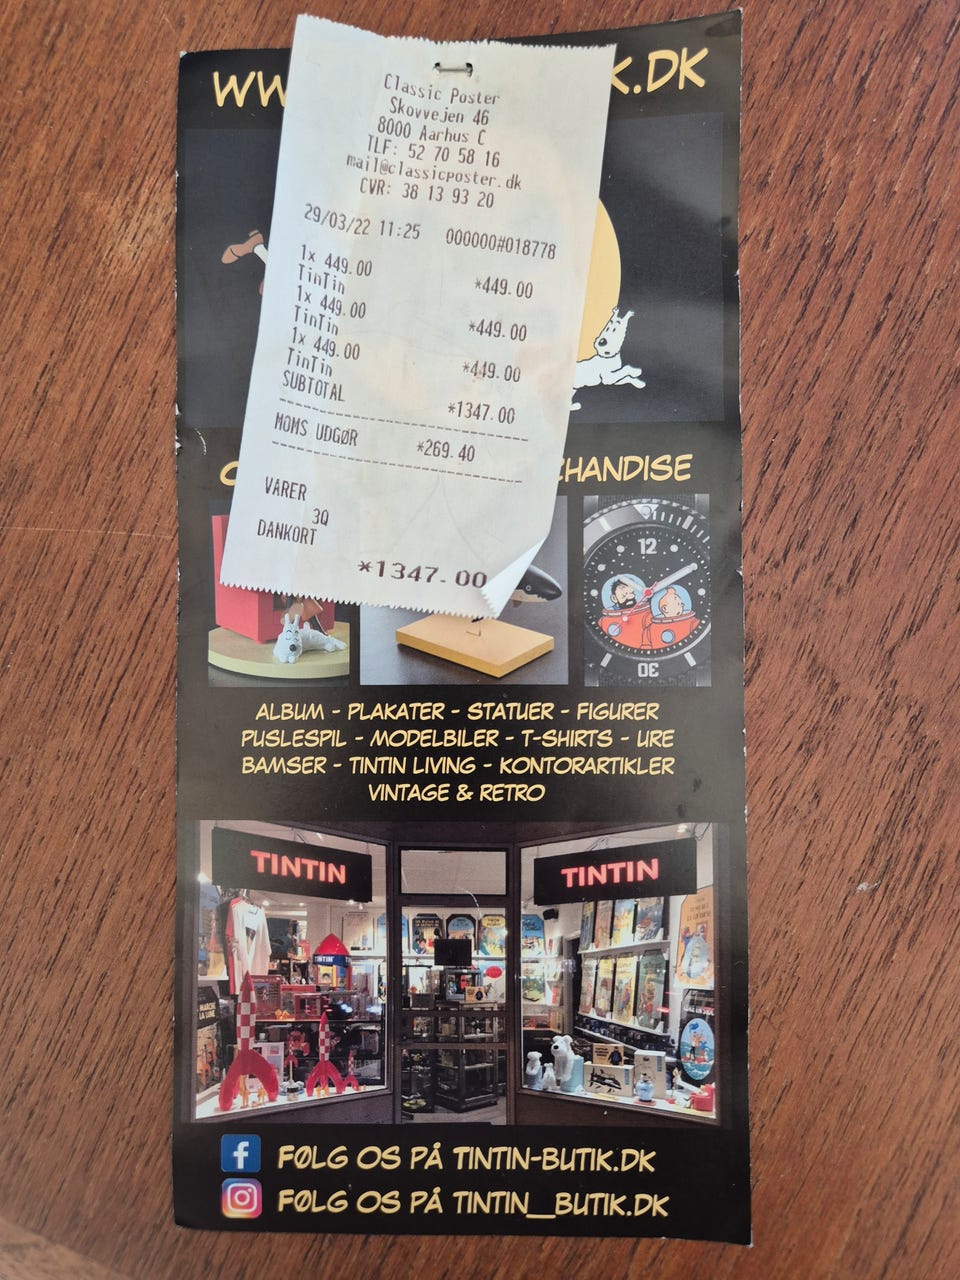 WW
K.DK
Classic Poster
Skovvejen 46
8000 Aarhus C
TLF: 52 70 58 16
mail@classicposter.dk
CVR: 38 13 93 20
29/03/22 11:25 000000#018778
1x 449.00
TinTin *449.00
1x 449.00
TinTin *449.00
1x 449.00
TinTin *449.00
SUBTOTAL *1347.00
MOMS UDGØR *269.40
VARER
3Q
DANKORT
*1347.00
CHANDISE
12
30
ALBUM - PLAKATER - STATUER - FIGURER
PUSLESPIL - MODELBILER - T-SHIRTS - URE
BAMSER - TINTIN LIVING - KONTORARTIKLER
VINTAGE & RETRO
TINTIN
TINTIN
TINTIN
FØLG OS PÅ TINTIN-BUTIK.DK
FØLG OS PÅ TINTIN_BUTIK.DK